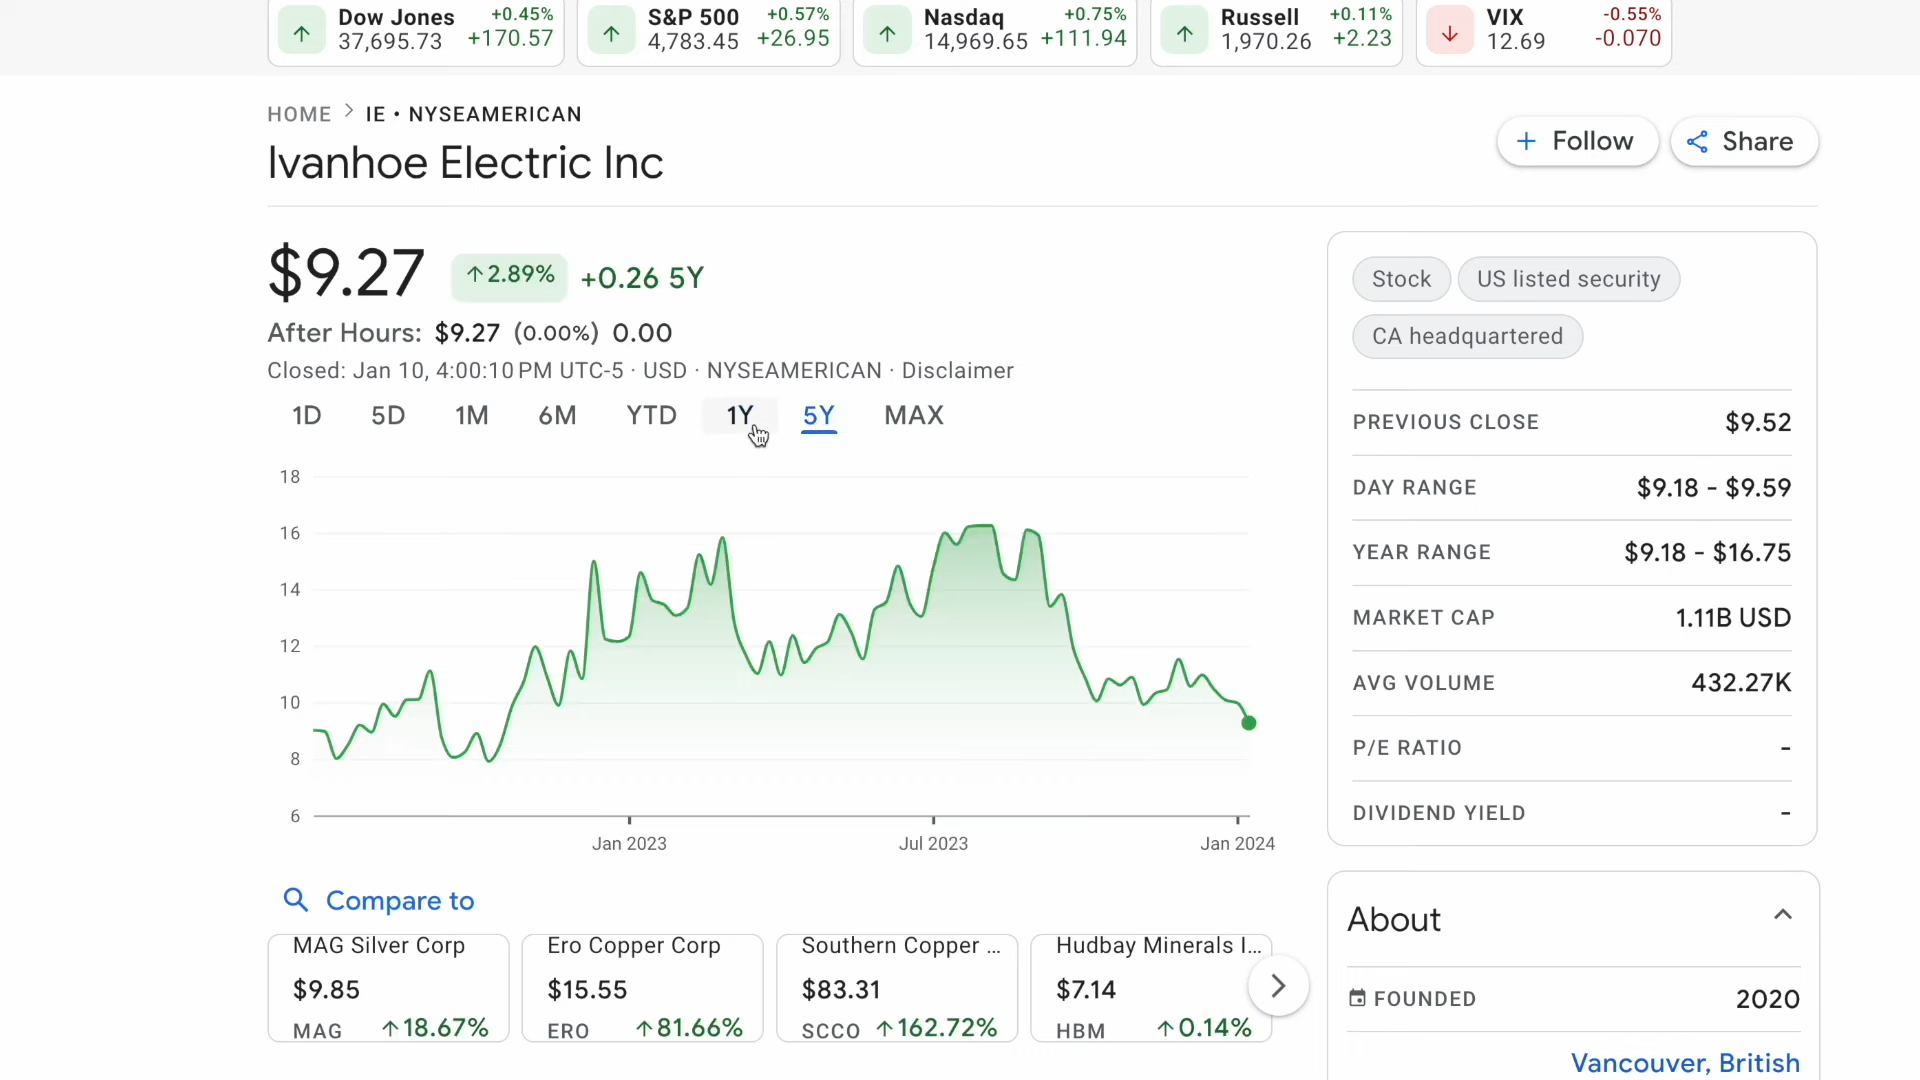 Dow Jones +0.45%
37,695.73 +170.57
S&P 500 +0.57%
4,783.45 +26.95
Nasdaq +0.75%
14,969.65 +111.94
Russell +0.11%
1,970.26 +2.23
VIX -0.55%
12.69 -0.070
HOME > IE • NYSEAMERICAN
Ivanhoe Electric Inc
+ Follow
Share
$9.27 ↑2.89% +0.26 5Y
After Hours: $9.27 (0.00%) 0.00
Closed: Jan 10, 4:00:10 PM UTC-5 · USD · NYSEAMERICAN · Disclaimer
1D 5D 1M 6M YTD 1Y 5Y MAX
18
16
14
12
10
8
6
Jan 2023 Jul 2023 Jan 2024
Compare to
MAG Silver Corp
$9.85
MAG ↑18.67%
Ero Copper Corp
$15.55
ERO ↑81.66%
Southern Copper ...
$83.31
SCCO ↑162.72%
Hudbay Minerals I...
$7.14
HBM ↑0.14%
Stock US listed security
CA headquartered
PREVIOUS CLOSE $9.52
DAY RANGE $9.18 - $9.59
YEAR RANGE $9.18 - $16.75
MARKET CAP 1.11B USD
AVG VOLUME 432.27K
P/E RATIO -
DIVIDEND YIELD -
About
FOUNDED 2020
Vancouver, British